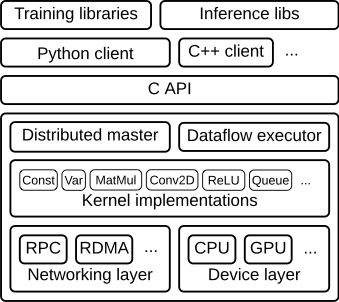 Training libraries Inference libs
Python client C++ client ...
C API
Distributed master Dataflow executor
Const Var MatMul Conv2D ReLU Queue ...
Kernel implementations
RPC RDMA ... CPU GPU ...
Networking layer Device layer